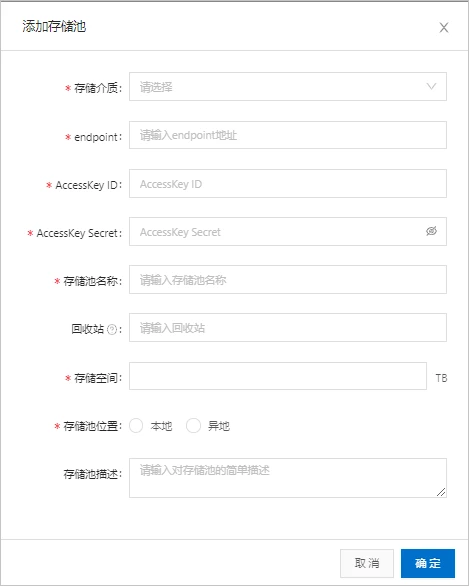 添加存储池
* 存储介质: 请选择
* endpoint: 请输入endpoint地址
* AccessKey ID: AccessKey ID
* AccessKey Secret: AccessKey Secret
* 存储池名称: 请输入存储池名称
回收站 ?: 请输入回收站
* 存储空间: TB
* 存储池位置: 本地 异地
存储池描述: 请输入对存储池的简单描述
取 消 确 定